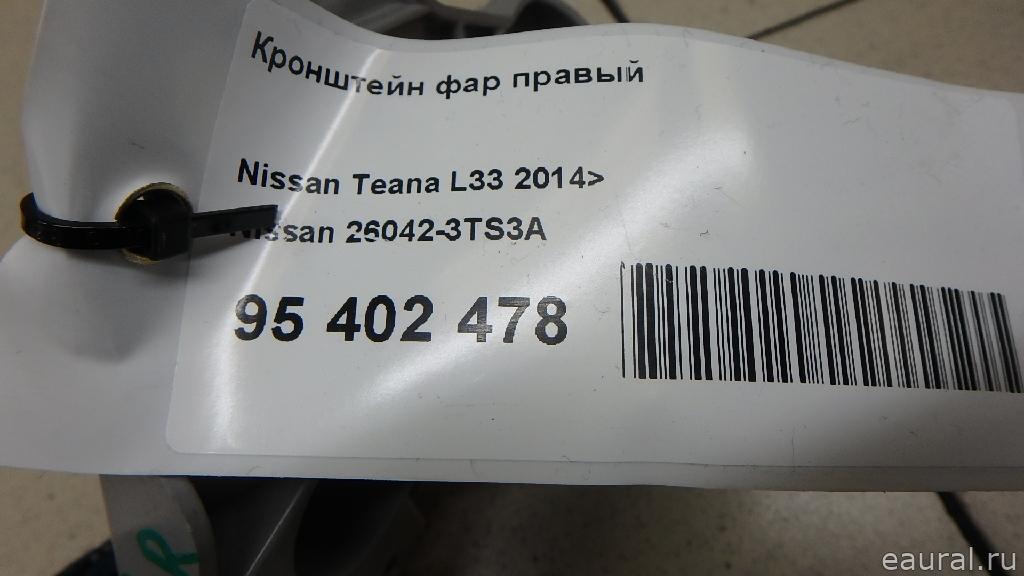 Кронштейн фар правый
Nissan Teana L33 2014>
Nissan 26042-3TS3A
95 402 478
R
eaural.ru